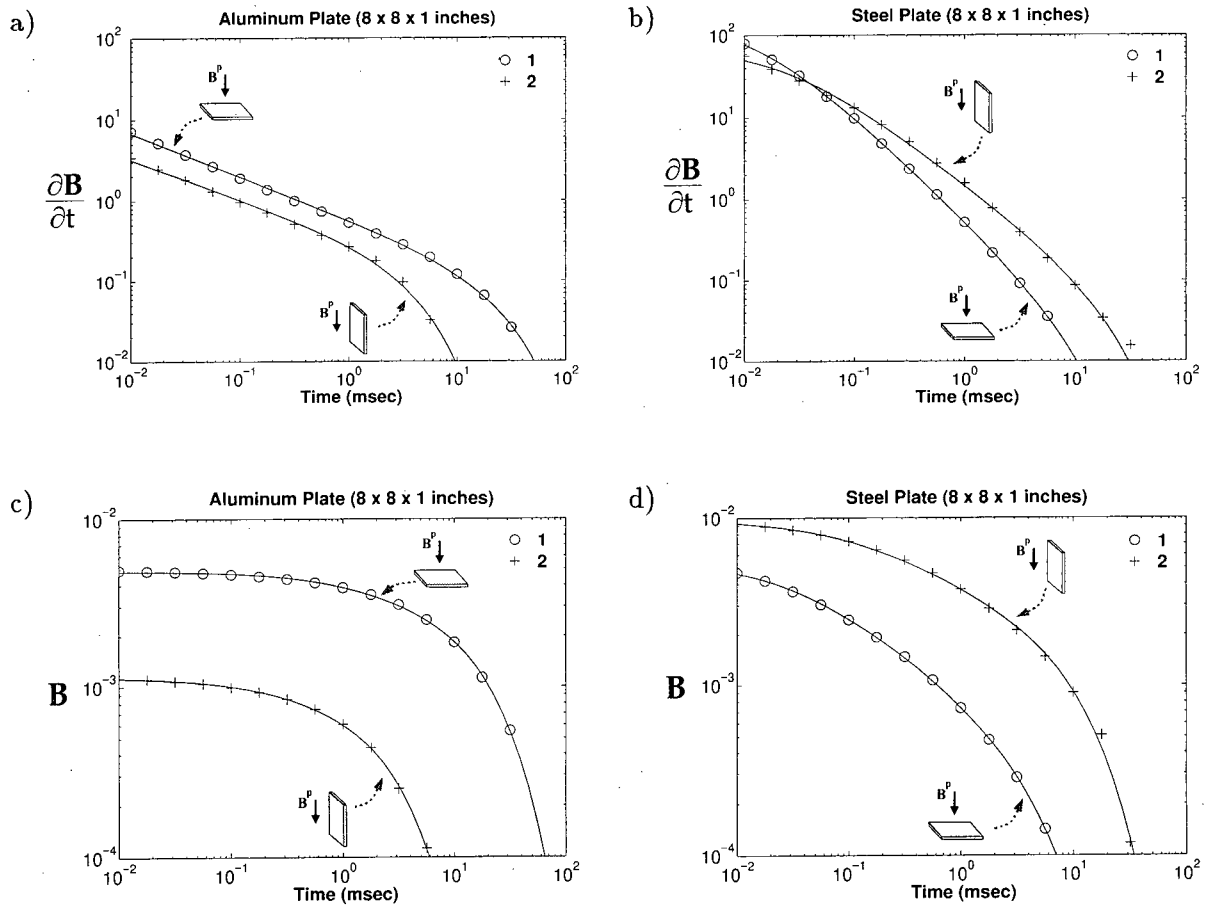 a)
Aluminum Plate (8 x 8 x 1 inches)
10^2
10^1
10^0
10^-1
10^-2
∂B
∂t
B^p
1
2
B^p
10^-2
10^-1
10^0
10^1
10^2
Time (msec)
b)
Steel Plate (8 x 8 x 1 inches)
10^2
10^1
10^0
10^-1
10^-2
∂B
∂t
B^p
1
2
B^p
10^-2
10^-1
10^0
10^1
10^2
Time (msec)
c)
Aluminum Plate (8 x 8 x 1 inches)
10^-2
10^-3
10^-4
B
B^p
1
2
B^p
10^-2
10^-1
10^0
10^1
10^2
Time (msec)
d)
Steel Plate (8 x 8 x 1 inches)
10^-2
10^-3
10^-4
B
B^p
1
2
B^p
10^-2
10^-1
10^0
10^1
10^2
Time (msec)